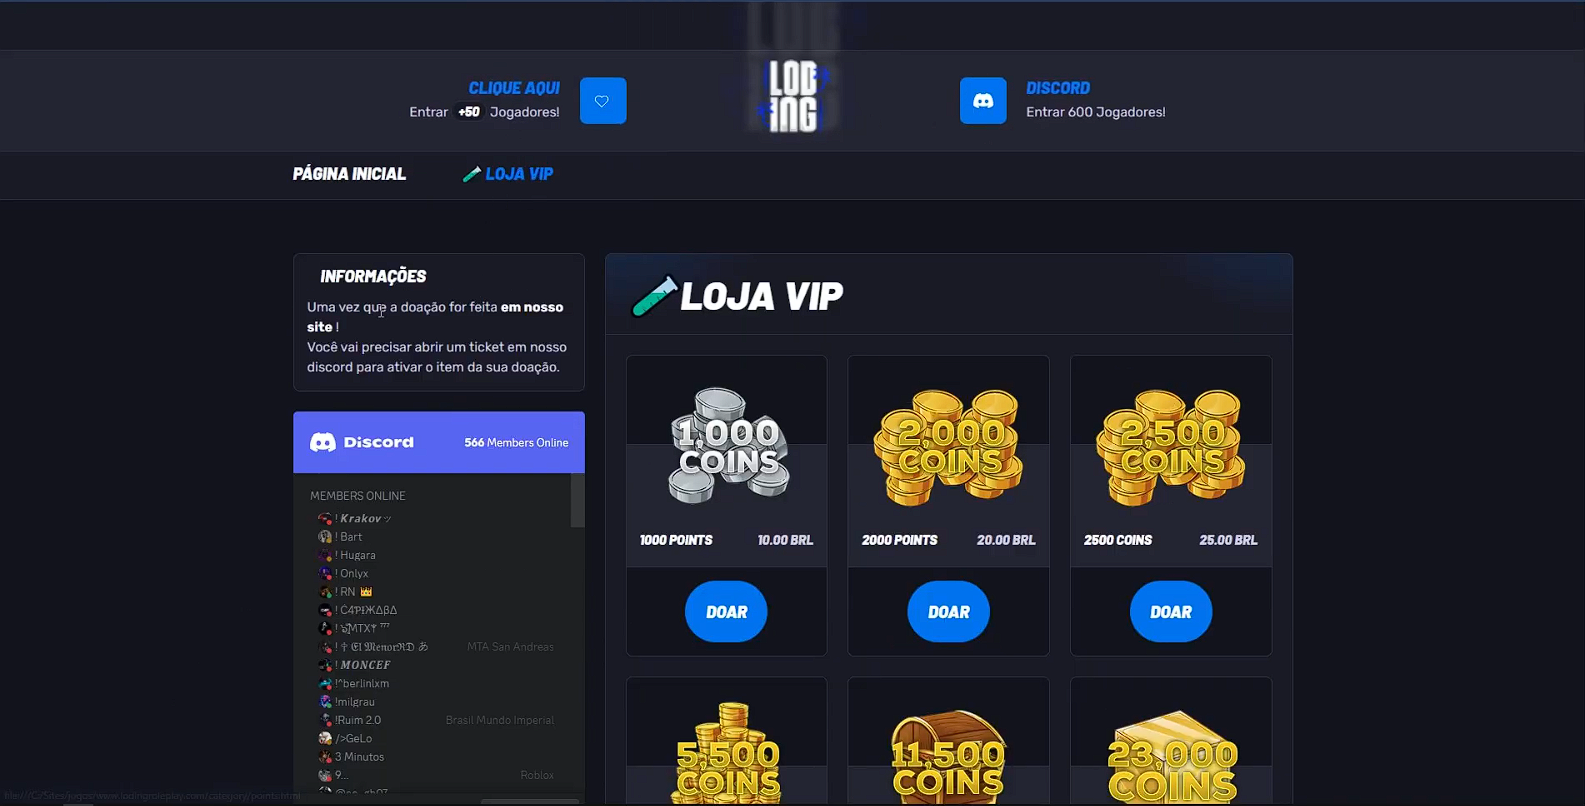 CLIQUE AQUI
Entrar +50 Jogadores!
LOD
ING
DISCORD
Entrar 600 Jogadores!
PÁGINA INICIAL
LOJA VIP
INFORMAÇÕES
Uma vez que a doação for feita em nosso
site !
Você vai precisar abrir um ticket em nosso
discord para ativar o item da sua doação.
Discord
566 Members Online
MEMBERS ONLINE
! Krakov ッ
! Bart
! Hugara
! Onlyx
! RN 👑
! 𝕰𝖑 𝕸𝖊𝖓𝖔𝖗𝕽𝕯 あ
MTA San Andreas
! MONCEF
!^berlinlxm
!milgrau
!Ruim 2.0
Brasil Mundo Imperial
/>GeLo
3 Minutos
9...
Roblox
LOJA VIP
1,000
COINS
1000 POINTS
10.00 BRL
DOAR
2,000
COINS
2000 POINTS
20.00 BRL
DOAR
2,500
COINS
2500 COINS
25.00 BRL
DOAR
5,500
COINS
11,500
COINS
23,000
COINS